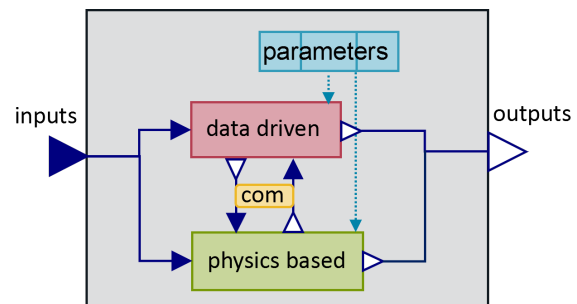 parameters
inputs
outputs
data driven
com
physics based